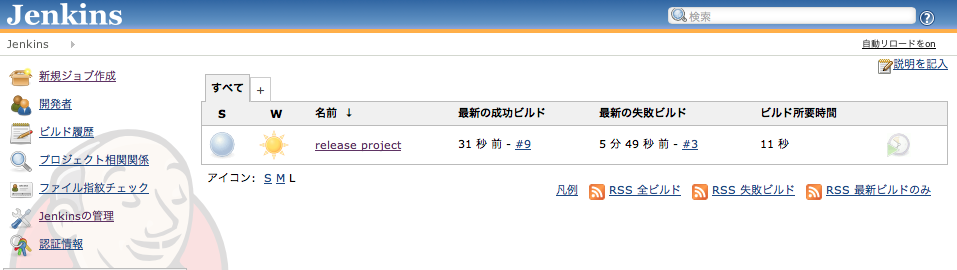 Jenkins
検索
Jenkins
自動リロードをon
説明を記入
新規ジョブ作成
開発者
ビルド履歴
プロジェクト相関関係
ファイル指紋チェック
Jenkinsの管理
認証情報
すべて +
S W 名前 ↓ 最新の成功ビルド 最新の失敗ビルド ビルド所要時間
release project 31 秒 前 - #9 5 分 49 秒 前 - #3 11 秒
アイコン: S M L
凡例 RSS 全ビルド RSS 失敗ビルド RSS 最新ビルドのみ